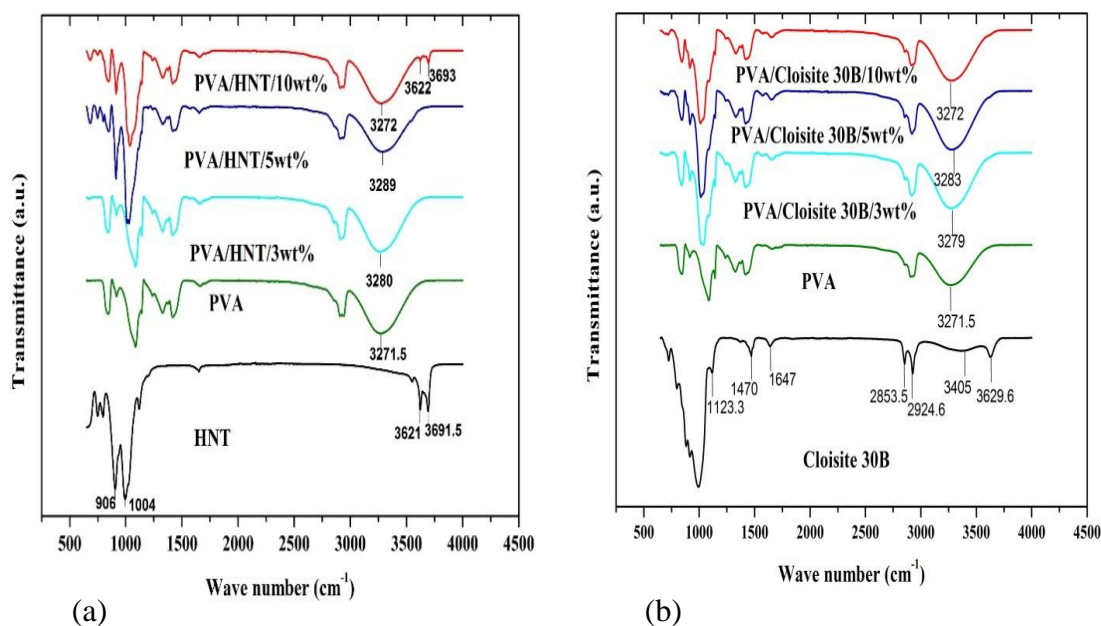 Transmittance (a.u.)
PVA/HNT/10wt%
3622
3693
3272
PVA/HNT/5wt%
3289
PVA/HNT/3wt%
3280
PVA
3271.5
HNT
906
1004
3621
3691.5
500 1000 1500 2000 2500 3000 3500 4000 4500
Wave number (cm⁻¹)
(a)
Transmittance (a.u.)
PVA/Cloisite 30B/10wt%
3272
PVA/Cloisite 30B/5wt%
3283
PVA/Cloisite 30B/3wt%
3279
PVA
3271.5
1123.3
1470
1647
2853.5
2924.6
3405
3629.6
Cloisite 30B
500 1000 1500 2000 2500 3000 3500 4000 4500
Wave number (cm⁻¹)
(b)